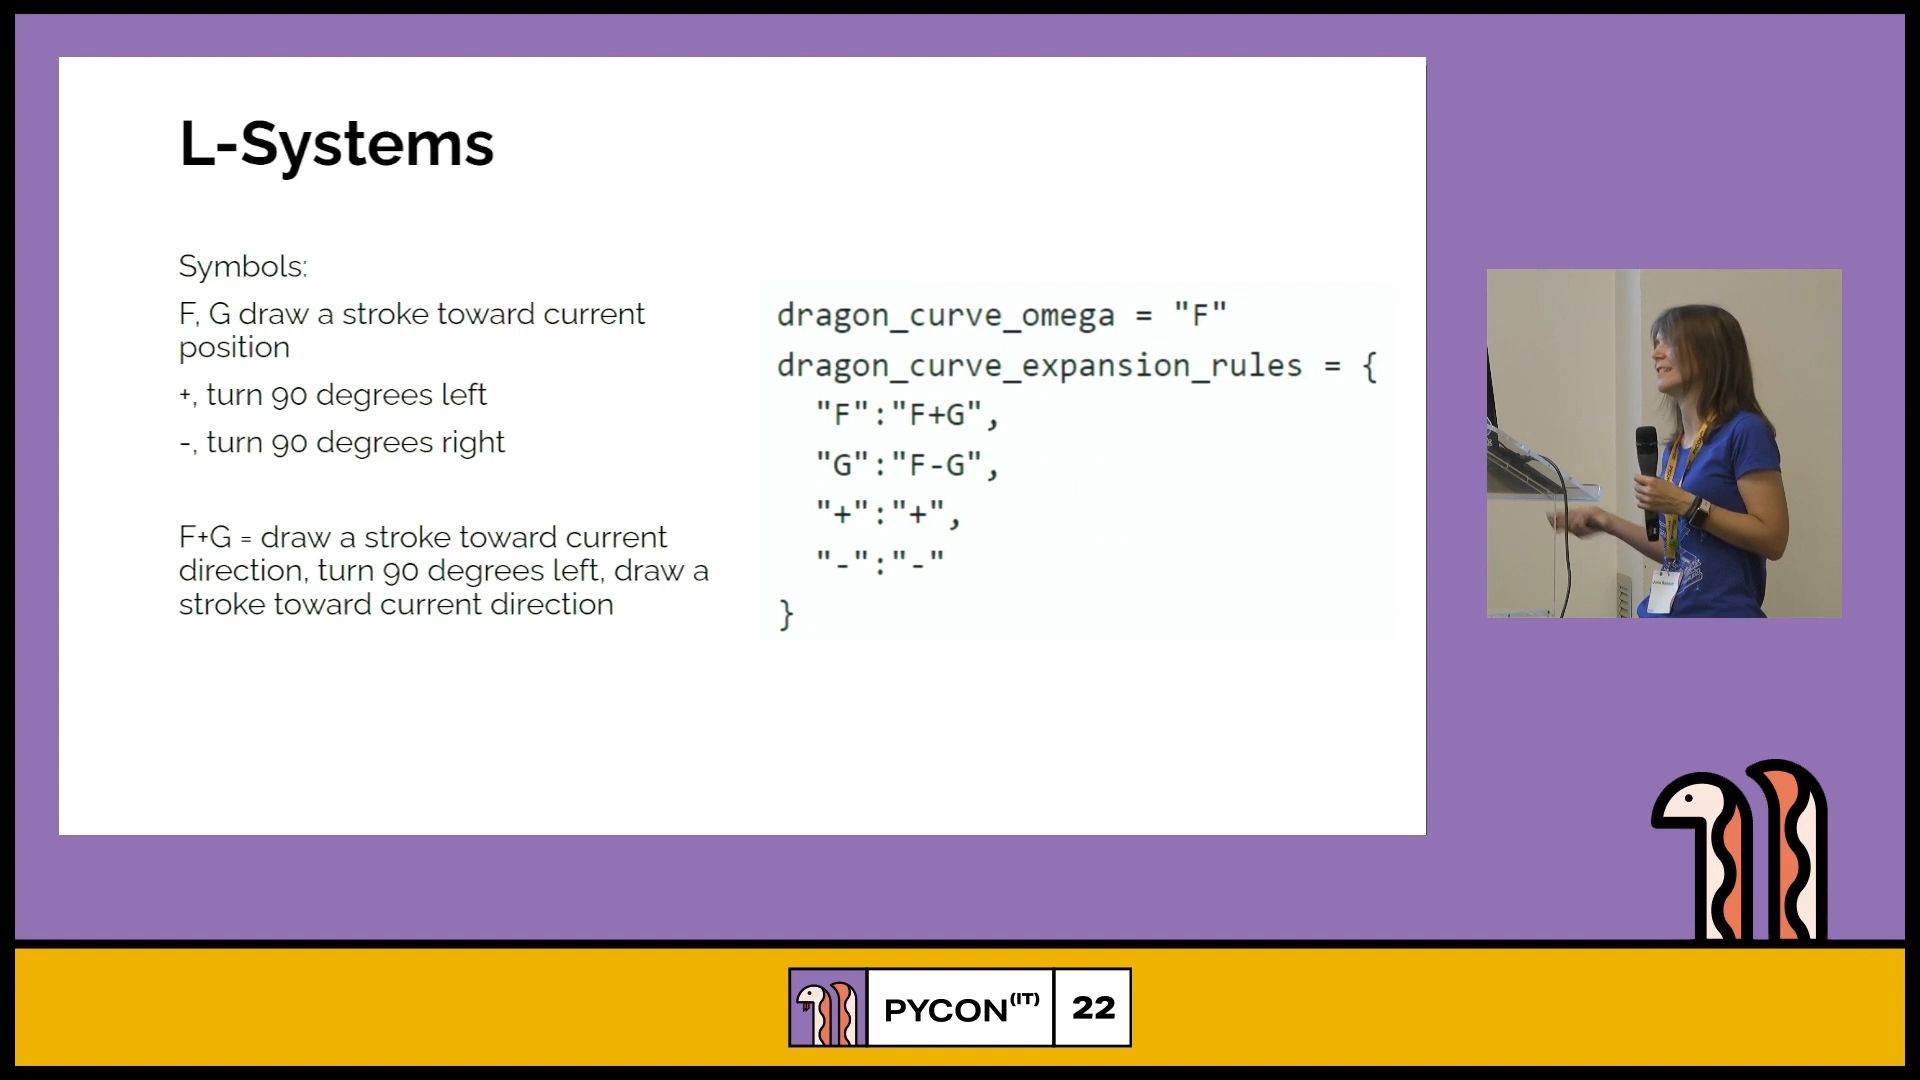 L-Systems
Symbols:
F, G draw a stroke toward current
position
+, turn 90 degrees left
-, turn 90 degrees right
F+G = draw a stroke toward current
direction, turn 90 degrees left, draw a
stroke toward current direction
dragon_curve_omega = "F"
dragon_curve_expansion_rules = {
"F":"F+G",
"G":"F-G",
"+":"+",
"-":"-"
}
PYCON(IT) 22